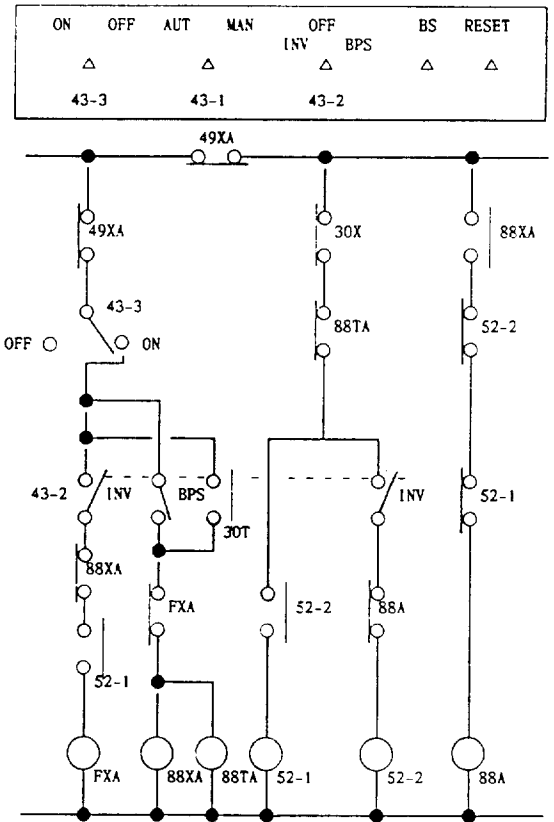 ON OFF AUT MAN OFF BS RESET
INV BPS
43-3 43-1 43-2
49XA
49XA 30X 88XA
43-3
88TA 52-2
OFF ON
43-2 INV BPS INV 52-1
30T
88XA
FXA 52-2 88A
52-1
FXA 88XA 88TA 52-1 52-2 88A